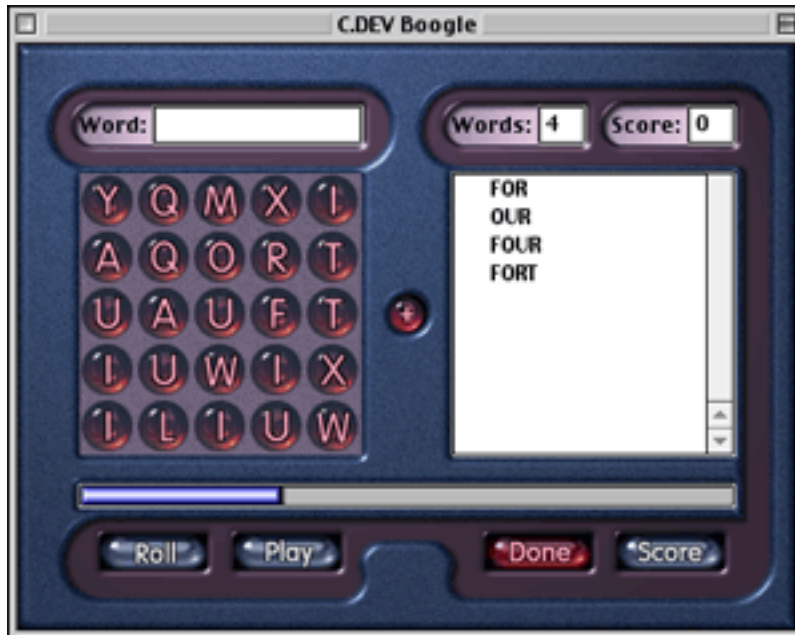 C.DEV Boogle
Word:
Words: 4 Score: 0
Y Q M X I
A Q O R T
U A U F T
I U W I X
I L I U W
+
FOR
OUR
FOUR
FORT
Roll Play Done Score